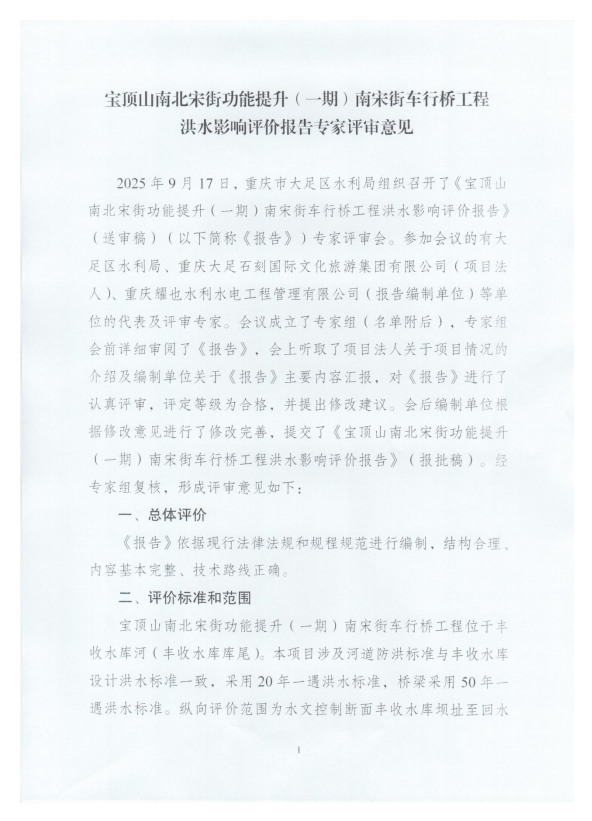 宝顶山南北宋街功能提升（一期）南宋街车行桥工程
洪水影响评价报告专家评审意见
2025 年 9 月 17 日，重庆市大足区水利局组织召开了《宝顶山
南北宋街功能提升（一期）南宋街车行桥工程洪水影响评价报告》
（送审稿）（以下简称《报告》）专家评审会。参加会议的有大
足区水利局、重庆大足石刻国际文化旅游集团有限公司（项目法
人）、重庆耀也水利水电工程管理有限公司（报告编制单位）等单
位的代表及评审专家。会议成立了专家组（名单附后），专家组
会前详细审阅了《报告》，会上听取了项目法人关于项目情况的
介绍及编制单位关于《报告》主要内容汇报，对《报告》进行了
认真评审，评定等级为合格，并提出修改建议。会后编制单位根
据修改意见进行了修改完善，提交了《宝顶山南北宋街功能提升
（一期）南宋街车行桥工程洪水影响评价报告》（报批稿）。经
专家组复核，形成评审意见如下：
一、总体评价
《报告》依据现行法律法规和规程规范进行编制，结构合理、
内容基本完整、技术路线正确。
二、评价标准和范围
宝顶山南北宋街功能提升（一期）南宋街车行桥工程位于丰
收水库河（丰收水库库尾）。本项目涉及河道防洪标准与丰收水库
设计洪水标准一致，采用 20 年一遇洪水标准，桥梁采用 50 年一
遇洪水标准。纵向评价范围为水文控制断面丰收水库坝址至回水
1